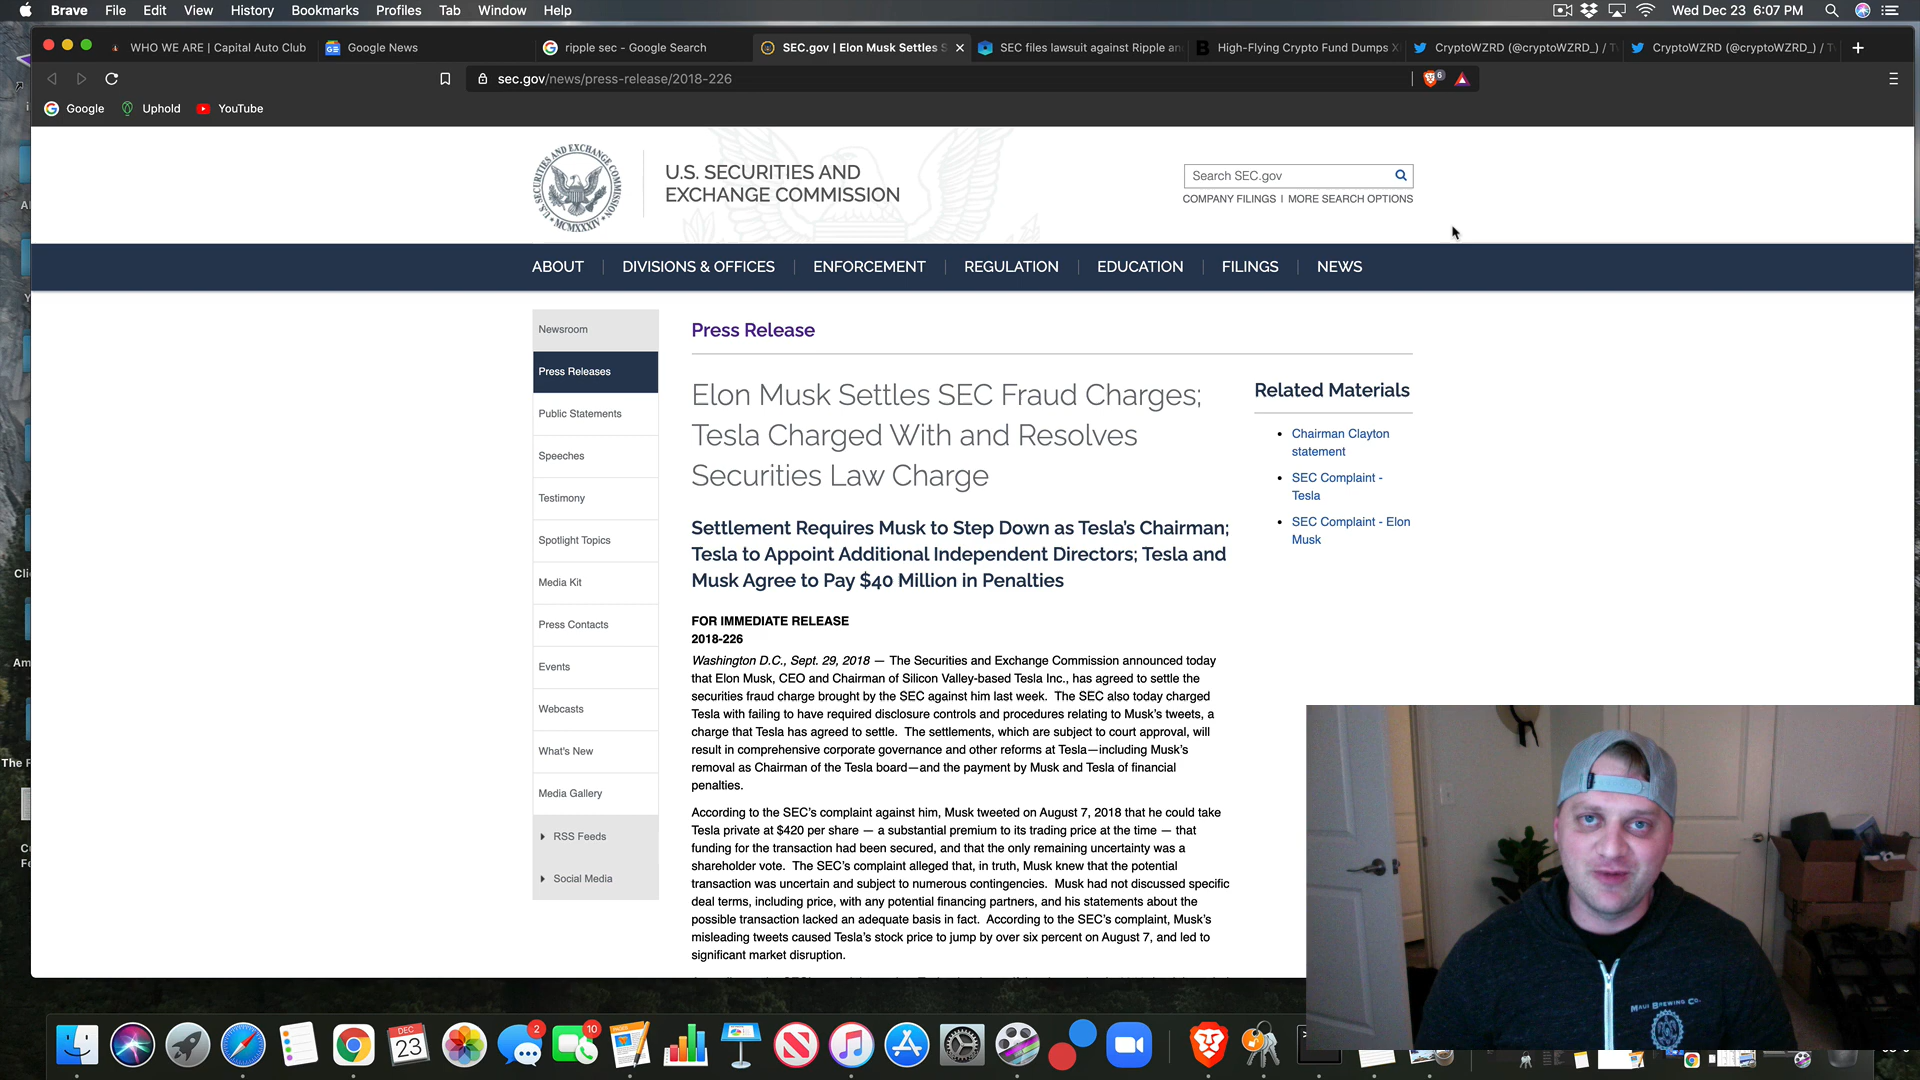 Brave File Edit View History Bookmarks Profiles Tab Window Help
Wed Dec 23 6:07 PM
WHO WE ARE | Capital Auto Club
Google News
ripple sec - Google Search
SEC.gov | Elon Musk Settles S
SEC files lawsuit against Ripple an
High-Flying Crypto Fund Dumps X
CryptoWZRD (@cryptoWZRD_) / T
CryptoWZRD (@cryptoWZRD_) / T
sec.gov/news/press-release/2018-226
6
Google Uphold YouTube
SECURITIES AND EXCHANGE COMMISSION
U.S.
MCMXXXIV
U.S. SECURITIES AND
EXCHANGE COMMISSION
Search SEC.gov
COMPANY FILINGS | MORE SEARCH OPTIONS
ABOUT | DIVISIONS & OFFICES | ENFORCEMENT | REGULATION | EDUCATION | FILINGS | NEWS
Newsroom
Press Releases
Public Statements
Speeches
Testimony
Spotlight Topics
Media Kit
Press Contacts
Events
Webcasts
What's New
Media Gallery
RSS Feeds
Social Media
Press Release
Elon Musk Settles SEC Fraud Charges;
Tesla Charged With and Resolves
Securities Law Charge
Settlement Requires Musk to Step Down as Tesla's Chairman;
Tesla to Appoint Additional Independent Directors; Tesla and
Musk Agree to Pay $40 Million in Penalties
FOR IMMEDIATE RELEASE
2018-226
Washington D.C., Sept. 29, 2018 — The Securities and Exchange Commission announced today
that Elon Musk, CEO and Chairman of Silicon Valley-based Tesla Inc., has agreed to settle the
securities fraud charge brought by the SEC against him last week. The SEC also today charged
Tesla with failing to have required disclosure controls and procedures relating to Musk's tweets, a
charge that Tesla has agreed to settle. The settlements, which are subject to court approval, will
result in comprehensive corporate governance and other reforms at Tesla—including Musk's
removal as Chairman of the Tesla board—and the payment by Musk and Tesla of financial
penalties.
According to the SEC's complaint against him, Musk tweeted on August 7, 2018 that he could take
Tesla private at $420 per share — a substantial premium to its trading price at the time — that
funding for the transaction had been secured, and that the only remaining uncertainty was a
shareholder vote. The SEC's complaint alleged that, in truth, Musk knew that the potential
transaction was uncertain and subject to numerous contingencies. Musk had not discussed specific
deal terms, including price, with any potential financing partners, and his statements about the
possible transaction lacked an adequate basis in fact. According to the SEC's complaint, Musk's
misleading tweets caused Tesla's stock price to jump by over six percent on August 7, and led to
significant market disruption.
Related Materials
Chairman Clayton
statement
SEC Complaint -
Tesla
SEC Complaint - Elon
Musk
Cli
Am
The F
MAUI BREWING CO.
DEC
23
2
10